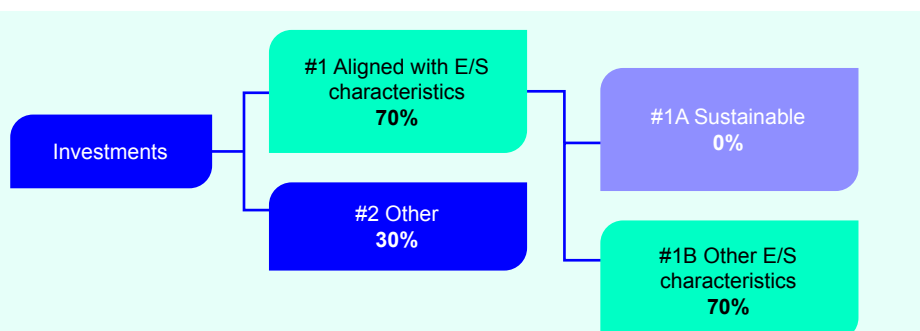 #1 Aligned with E/S
characteristics
70%
#1A Sustainable
0%
Investments
#2 Other
30%
#1B Other E/S
characteristics
70%